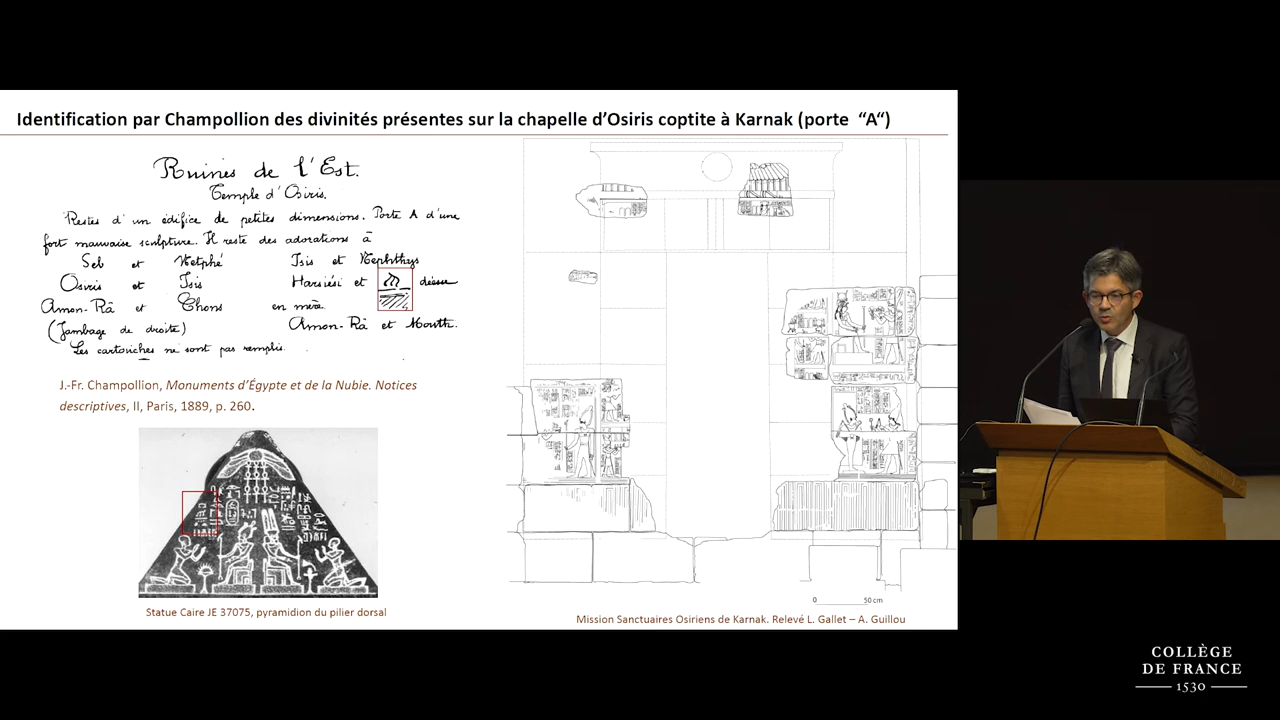 Identification par Champollion des divinités présentes sur la chapelle d’Osiris coptite à Karnak (porte “A“)
Ruines de l'Est.
Temple d'Osiris.
Restes d'un édifice de petites dimensions. Porte A d'une
fort mauvaise sculpture. Il reste des adorations à
Seb et Netphé Isis et Nephthys
Osiris et Isis Harsiési et déesse
Amon-Râ et Chons en mère.
(Jambage de droite) Amon-Râ et Mouth.
Les cartouches ne sont pas remplis.
J.-Fr. Champollion, Monuments d’Égypte et de la Nubie. Notices
descriptives, II, Paris, 1889, p. 260.
Statue Caire JE 37075, pyramidion du pilier dorsal
0 50 cm
Mission Sanctuaires Osiriens de Karnak. Relevé L. Gallet – A. Guillou
COLLÈGE
DE FRANCE
1530